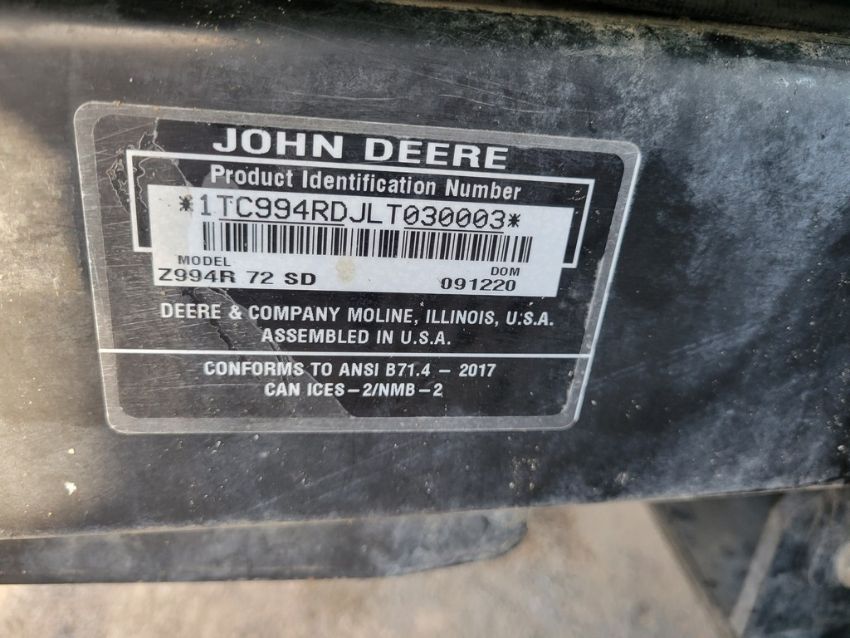 JOHN DEERE
Product Identification Number
*1TC994RDJLT030003*
MODEL DOM
Z994R 72 SD 091220
DEERE & COMPANY MOLINE, ILLINOIS, U.S.A.
ASSEMBLED IN U.S.A.
CONFORMS TO ANSI B71.4 – 2017
CAN ICES–2/NMB–2